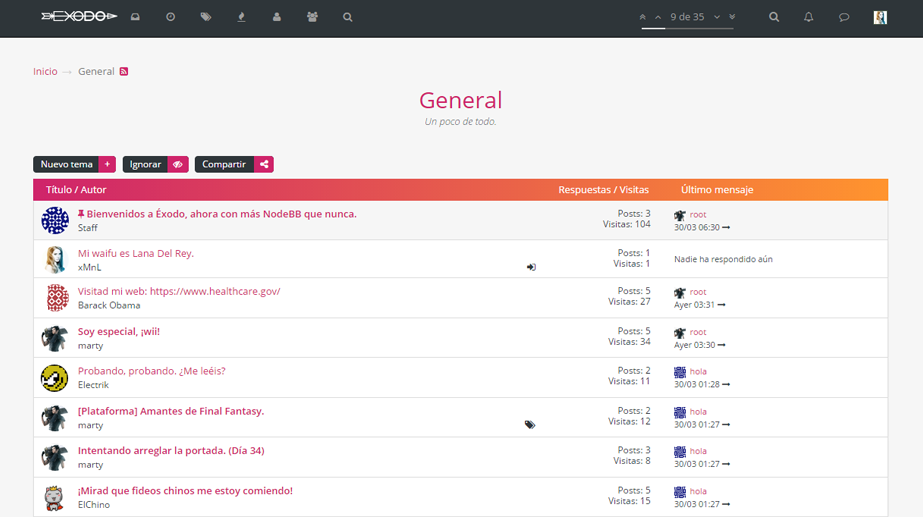 ÉXODO
9 de 35
Inicio → General
General
Un poco de todo.
Nuevo tema +
Ignorar
Compartir
Título / Autor Respuestas / Visitas Último mensaje
Bienvenidos a Éxodo, ahora con más NodeBB que nunca. Posts: 3 root
Staff Visitas: 104 30/03 06:30
Mi waifu es Lana Del Rey. Posts: 1 Nadie ha respondido aún
xMnL Visitas: 1
Visitad mi web: https://www.healthcare.gov/ Posts: 5 root
Barack Obama Visitas: 27 Ayer 03:31
Soy especial, ¡wii! Posts: 5 root
marty Visitas: 34 Ayer 03:30
Probando, probando. ¿Me leéis? Posts: 2 hola
Electrik Visitas: 11 30/03 01:28
[Plataforma] Amantes de Final Fantasy. Posts: 2 hola
marty Visitas: 12 30/03 01:27
Intentando arreglar la portada. (Día 34) Posts: 3 hola
marty Visitas: 8 30/03 01:27
¡Mirad que fideos chinos me estoy comiendo! Posts: 5 hola
ElChino Visitas: 15 30/03 01:27